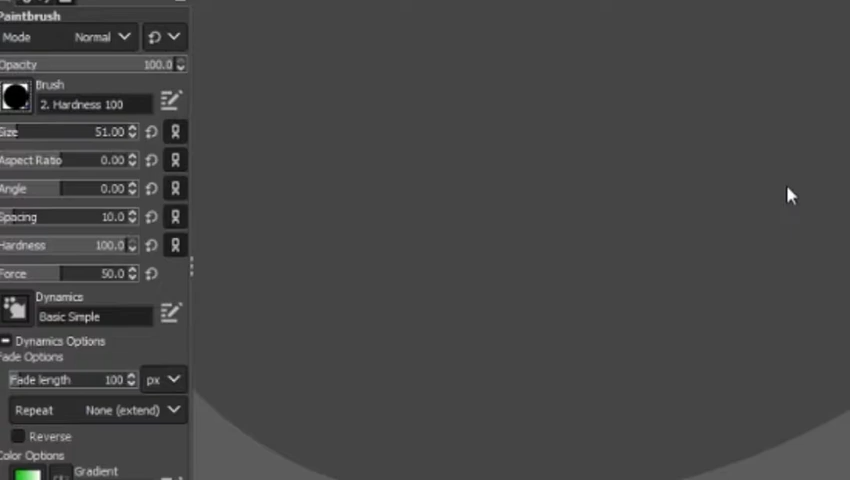 Paintbrush
Mode Normal
Opacity 100.0
Brush
2. Hardness 100
Size 51.00
Aspect Ratio 0.00
Angle 0.00
Spacing 10.0
Hardness 100.0
Force 50.0
Dynamics
Basic Simple
Dynamics Options
Fade Options
Fade length 100 px
Repeat None (extend)
Reverse
Color Options
Gradient